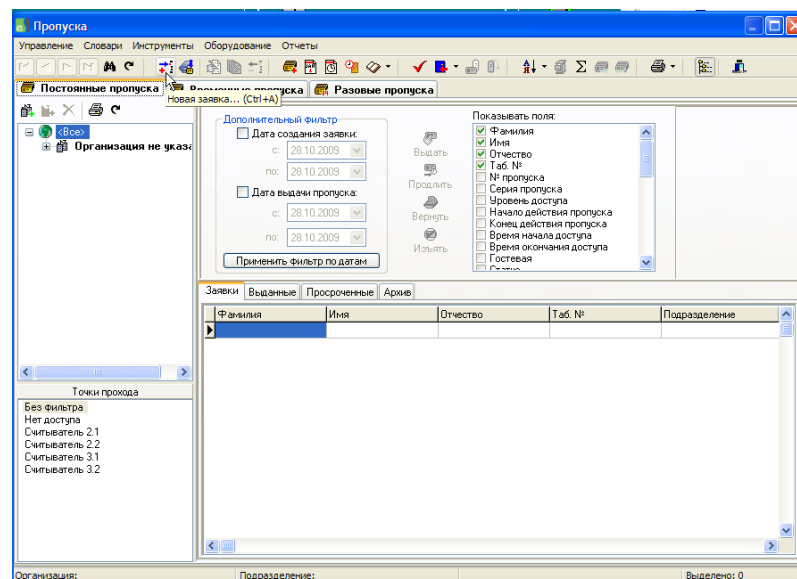 Пропуска
Управление Словари Инструменты Оборудование Отчеты
Постоянные пропуска Временные пропуска Разовые пропуска
Новая заявка... (Ctrl+A)
<Все>
Организация не указа
Дополнительный фильтр
Дата создания заявки:
с: 28.10.2009
по: 28.10.2009
Дата выдачи пропуска:
с: 28.10.2009
по: 28.10.2009
Применить фильтр по датам
Выдать
Продлить
Вернуть
Изъять
Показывать поля:
Фамилия
Имя
Отчество
Таб. №
№ пропуска
Серия пропуска
Уровень доступа
Начало действия пропуска
Конец действия пропуска
Время начала доступа
Время окончания доступа
Гостевая
Статус
Заявки Выданные Просроченные Архив
Фамилия Имя Отчество Таб. № Подразделение
Точки прохода
Без фильтра
Нет доступа
Считыватель 2.1
Считыватель 2.2
Считыватель 3.1
Считыватель 3.2
Организация: Подразделение: Выделено: 0